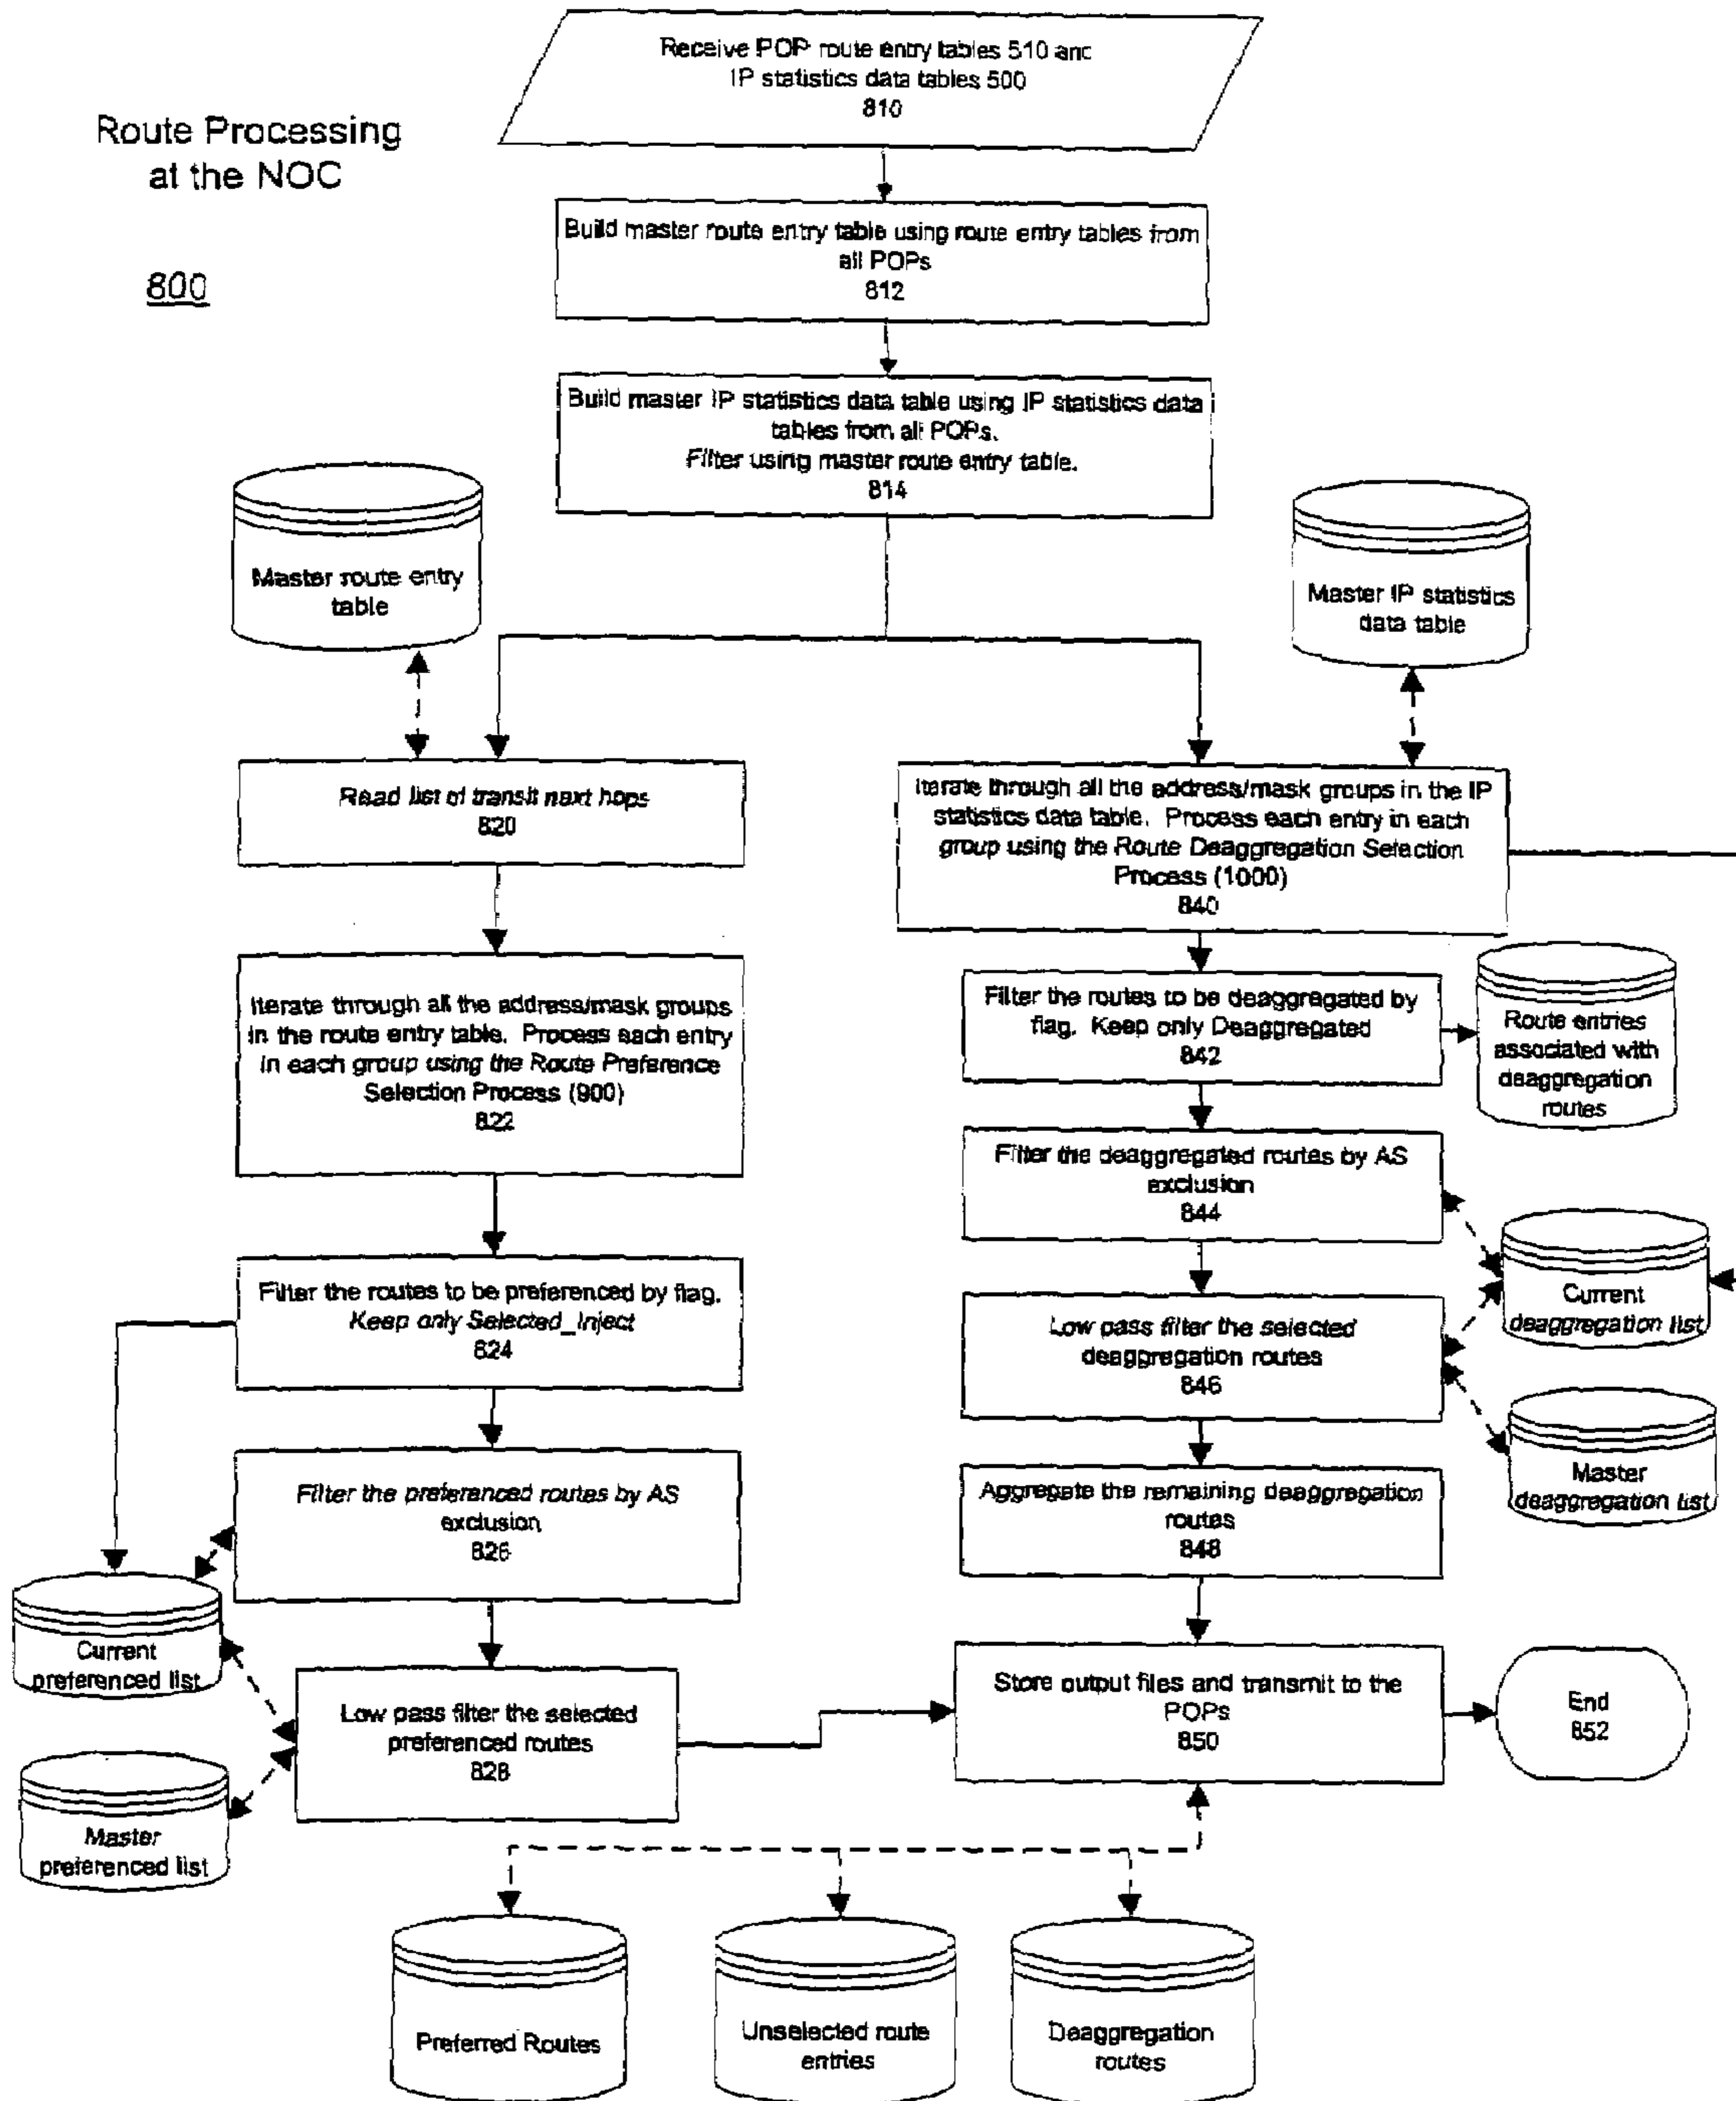 Receive POP route entry tables 510 and
IP statistics data tables 500
810
Route Processing
at the NOC
800
Build master route entry table using route entry tables from
all POPs
812
Build master IP statistics data table using IP statistics data
tables from all POPs.
Filter using master route entry table.
814
Master route entry
table
Master IP statistics
data table
Read list of transit next hops
820
Iterate through all the address/mask groups in the IP
statistics data table. Process each entry in each
group using the Route Deaggregation Selection
Process (1000)
840
Iterate through all the address/mask groups
in the route entry table. Process each entry
in each group using the Route Preference
Selection Process (900)
822
Filter the routes to be deaggregated by
flag. Keep only Deaggregated
842
Route entries
associated with
deaggregation
routes
Filter the deaggregated routes by AS
exclusion
844
Filter the routes to be preferenced by flag.
Keep only Selected_Inject
824
Current
deaggregation list
Low pass filter the selected
deaggregation routes
846
Master
deaggregation list
Filter the preferenced routes by AS
exclusion
826
Aggregate the remaining deaggregation
routes
848
Current
preferenced list
Low pass filter the selected
preferenced routes
828
Store output files and transmit to the
POPs
850
End
852
Master
preferenced list
Preferred Routes
Unselected route
entries
Deaggregation
routes